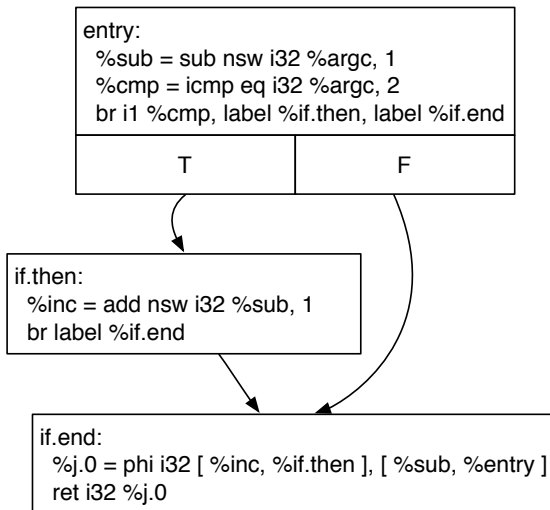 entry:
%sub = sub nsw i32 %argc, 1
%cmp = icmp eq i32 %argc, 2
br i1 %cmp, label %if.then, label %if.end
T
F
if.then:
%inc = add nsw i32 %sub, 1
br label %if.end
if.end:
%j.0 = phi i32 [ %inc, %if.then ], [ %sub, %entry ]
ret i32 %j.0